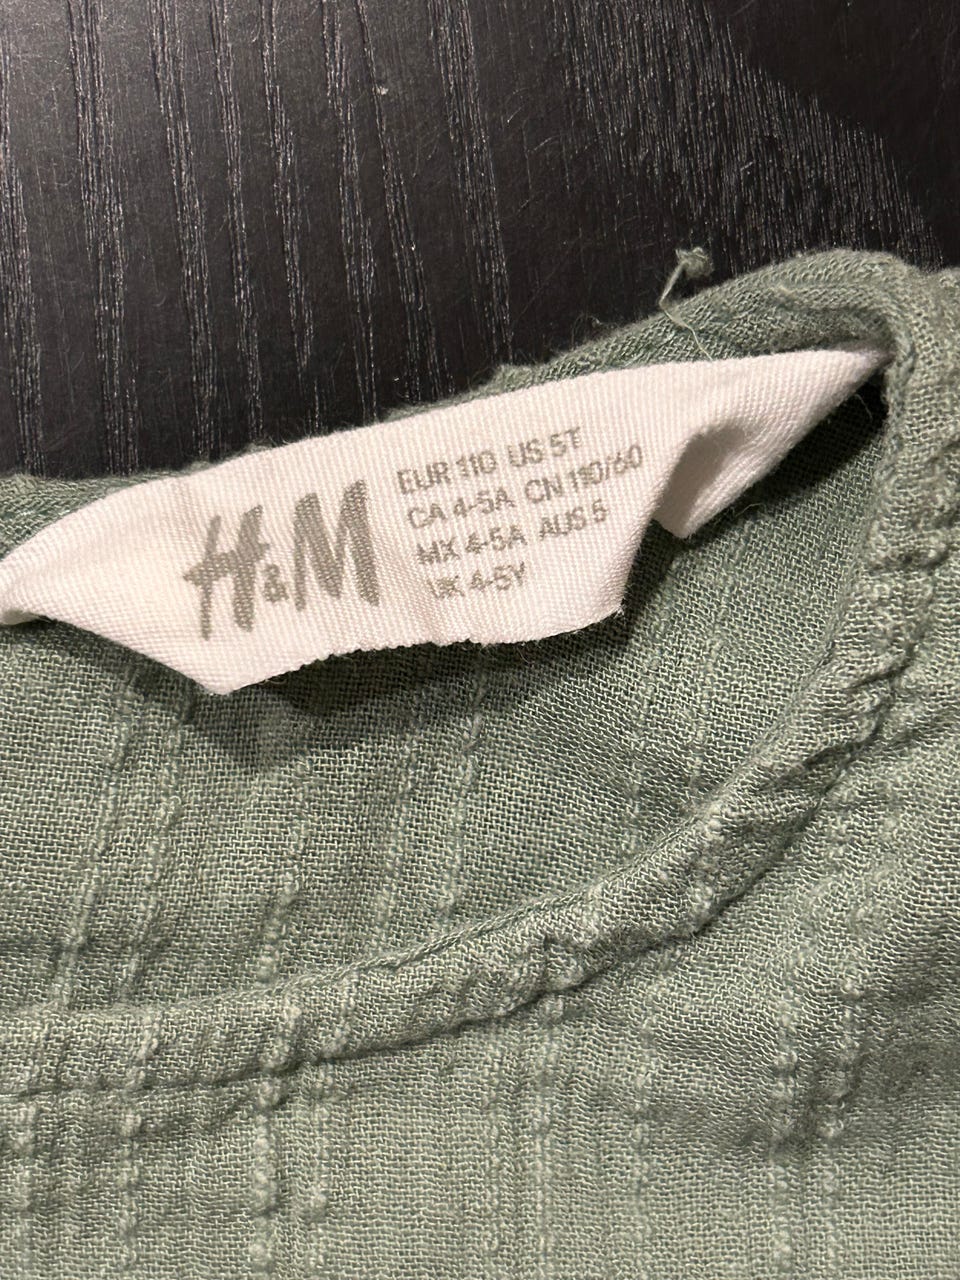 H&M
EUR 110 US 5T
CA 4-5A CN 110/60
MX 4-5A AUS 5
UK 4-5Y